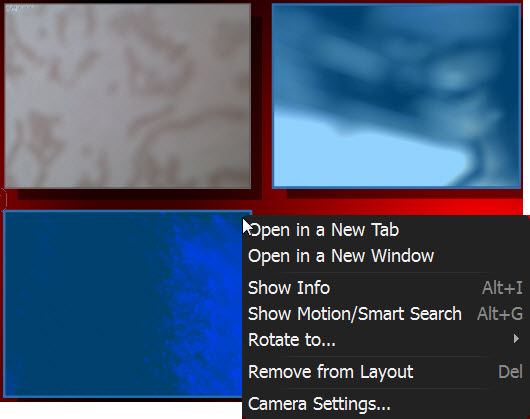 Open in a New Tab
Open in a New Window
Show Info Alt+I
Show Motion/Smart Search Alt+G
Rotate to...
Remove from Layout Del
Camera Settings...